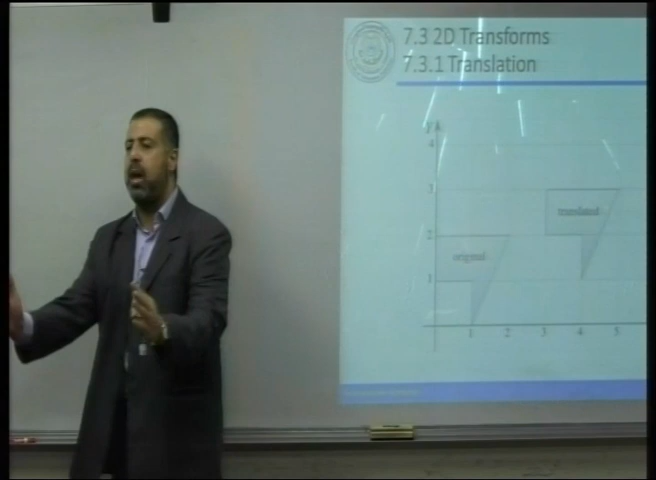 7.3 2D Transforms
7.3.1 Translation
y
4
3
translated
2
original
1
1 2 3 4 5